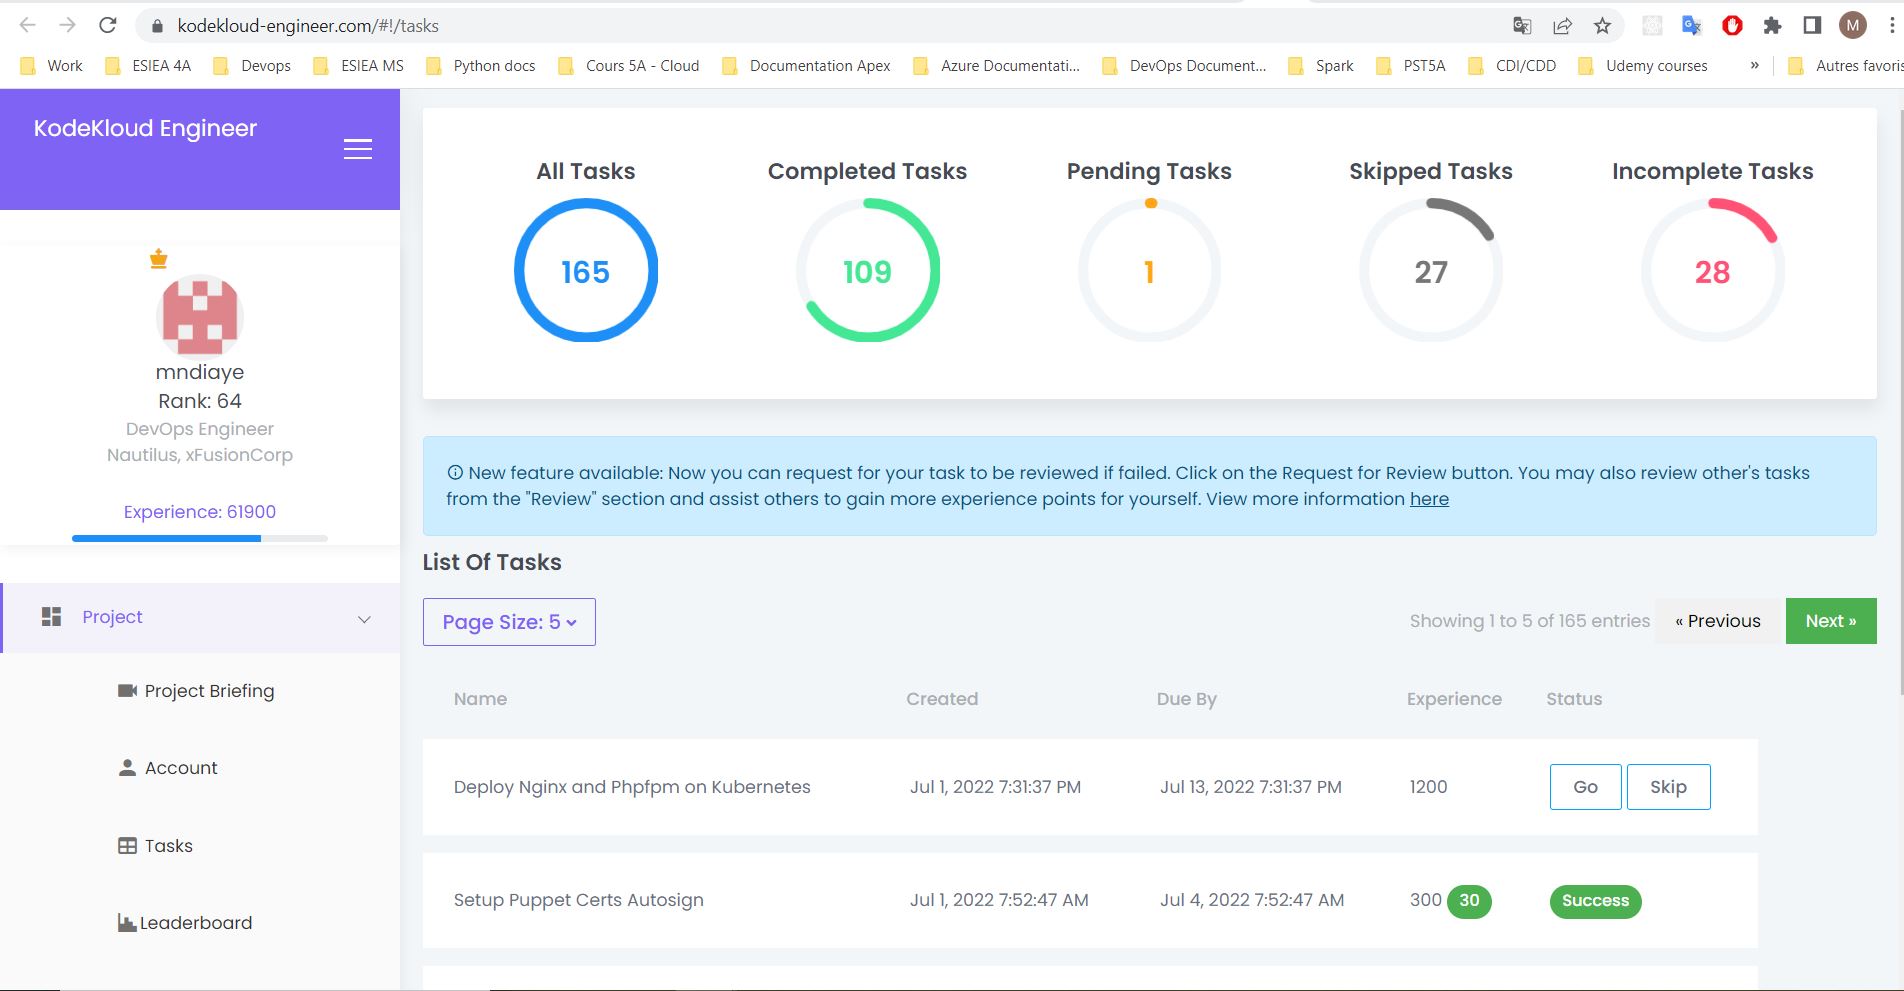 kodekloud-engineer.com/#!/tasks
M
Work ESIEA 4A Devops ESIEA MS Python docs Cours 5A - Cloud Documentation Apex Azure Documentati... DevOps Document... Spark PST5A CDI/CDD Udemy courses » Autres favoris
KodeKloud Engineer
mndiaye
Rank: 64
DevOps Engineer
Nautilus, xFusionCorp
Experience: 61900
Project
Project Briefing
Account
Tasks
Leaderboard
All Tasks Completed Tasks Pending Tasks Skipped Tasks Incomplete Tasks
165 109 1 27 28
New feature available: Now you can request for your task to be reviewed if failed. Click on the Request for Review button. You may also review other's tasks
from the "Review" section and assist others to gain more experience points for yourself. View more information here
List Of Tasks
Page Size: 5 Showing 1 to 5 of 165 entries « Previous Next »
Name Created Due By Experience Status
Deploy Nginx and Phpfpm on Kubernetes Jul 1, 2022 7:31:37 PM Jul 13, 2022 7:31:37 PM 1200 Go Skip
Setup Puppet Certs Autosign Jul 1, 2022 7:52:47 AM Jul 4, 2022 7:52:47 AM 300 30 Success